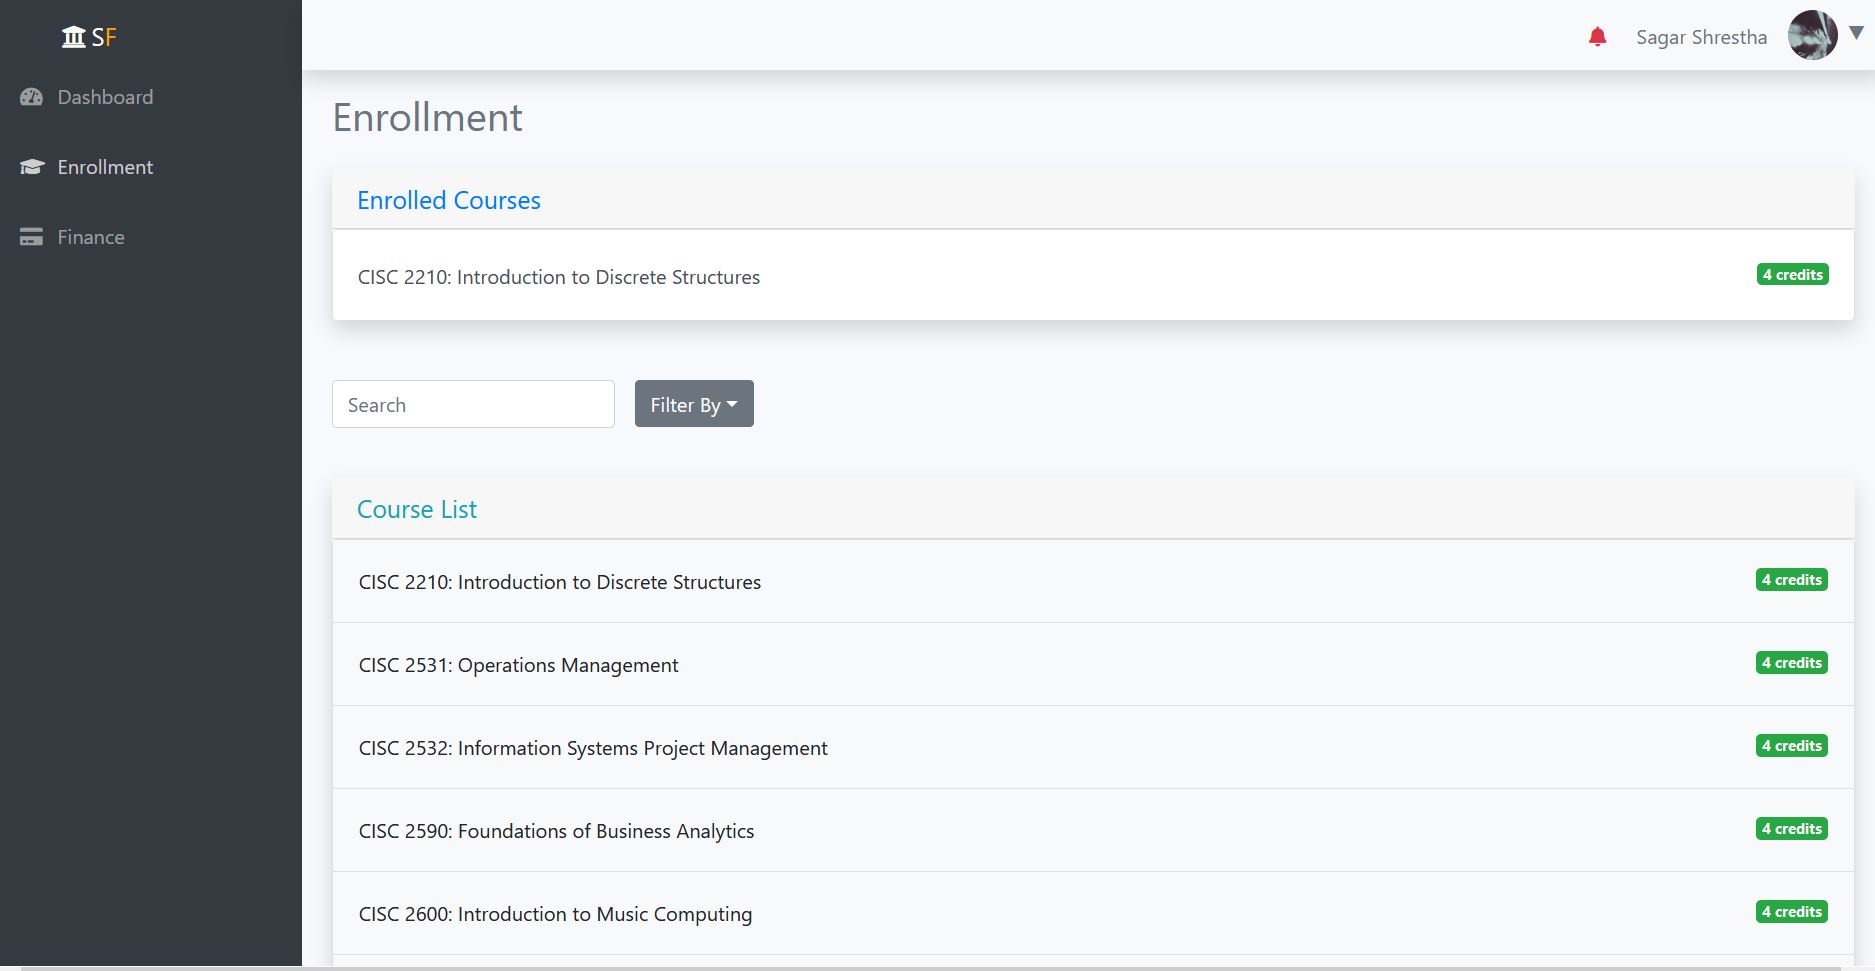 SF
Sagar Shrestha
Dashboard
Enrollment
Finance
Enrollment
Enrolled Courses
CISC 2210: Introduction to Discrete Structures 4 credits
Search Filter By
Course List
CISC 2210: Introduction to Discrete Structures 4 credits
CISC 2531: Operations Management 4 credits
CISC 2532: Information Systems Project Management 4 credits
CISC 2590: Foundations of Business Analytics 4 credits
CISC 2600: Introduction to Music Computing 4 credits